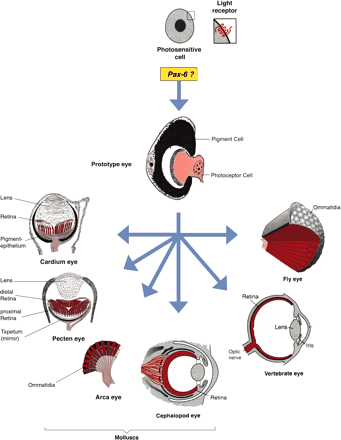 Light
receptor
Photosensitive
cell
Pax-6 ?
Pigment Cell
Prototype eye
Photoceptor Cell
Lens
Retina
Pigment-
epithelium
Cardium eye
Ommatidia
Fly eye
Lens
distal
Retina
proximal
Retina
Tapetum
(mirror)
Pecten eye
Retina
Lens
Iris
Optic
nerve
Vertebrate eye
Ommatidia
Arca eye
Retina
Cephalopod eye
Molluscs